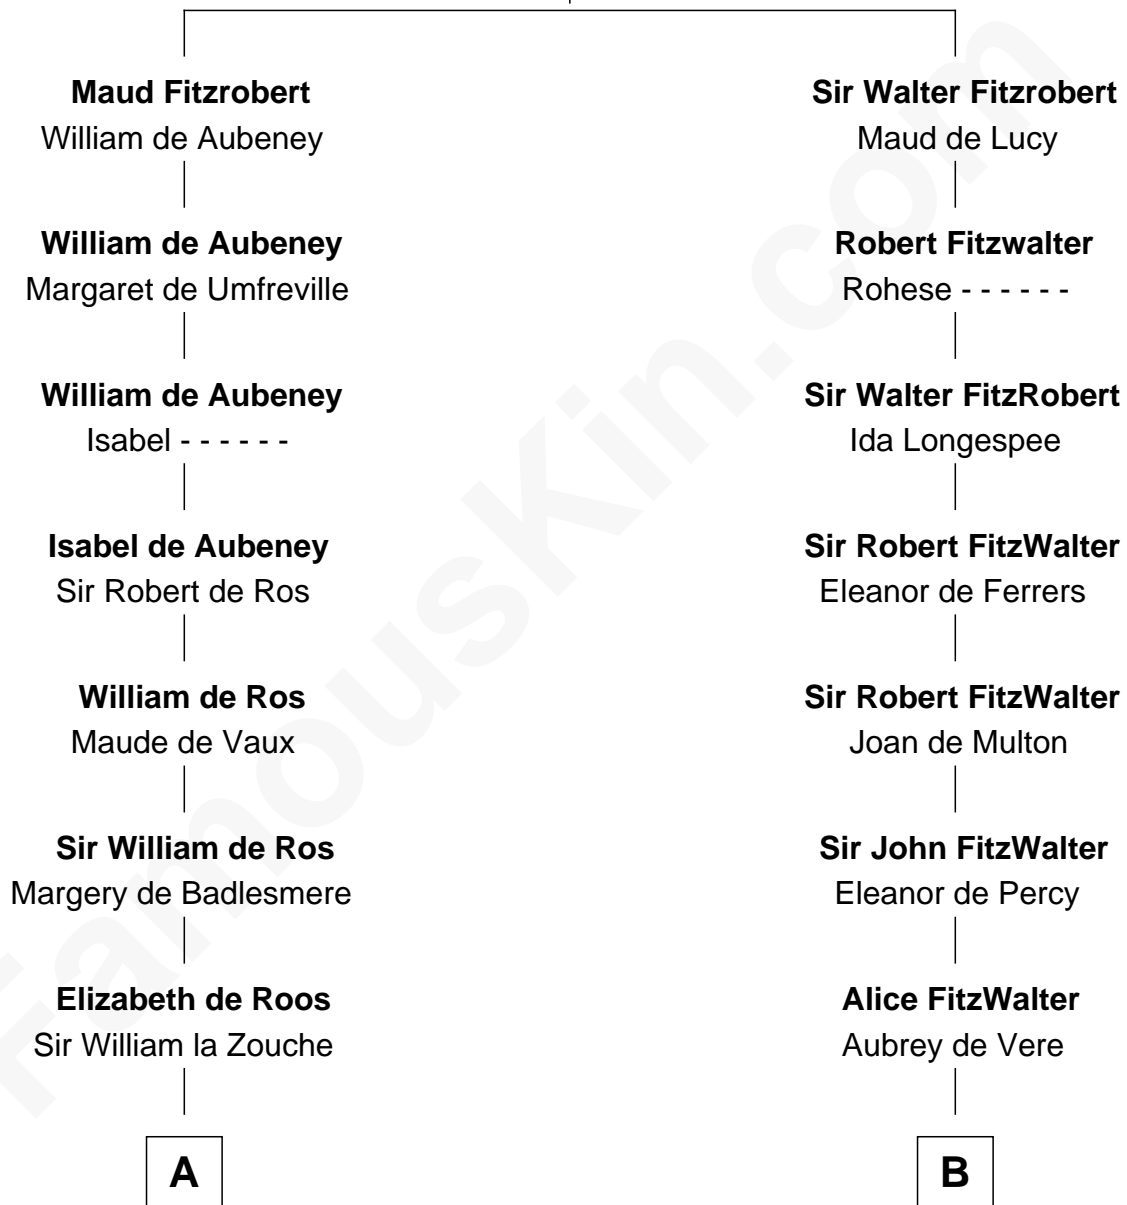 Maud Fitzrobert
William de Aubeney
William de Aubeney
Margaret de Umfreville
William de Aubeney
Isabel - - - - - -
Isabel de Aubeney
Sir Robert de Ros
William de Ros
Maude de Vaux
Sir William de Ros
Margery de Badlesmere
Elizabeth de Roos
Sir William la Zouche
A
Sir Walter Fitzrobert
Maud de Lucy
Robert Fitzwalter
Rohese - - - - - -
Sir Walter FitzRobert
Ida Longespee
Sir Robert FitzWalter
Eleanor de Ferrers
Sir Robert FitzWalter
Joan de Multon
Sir John FitzWalter
Eleanor de Percy
Alice FitzWalter
Aubrey de Vere
B
FamousKin.com